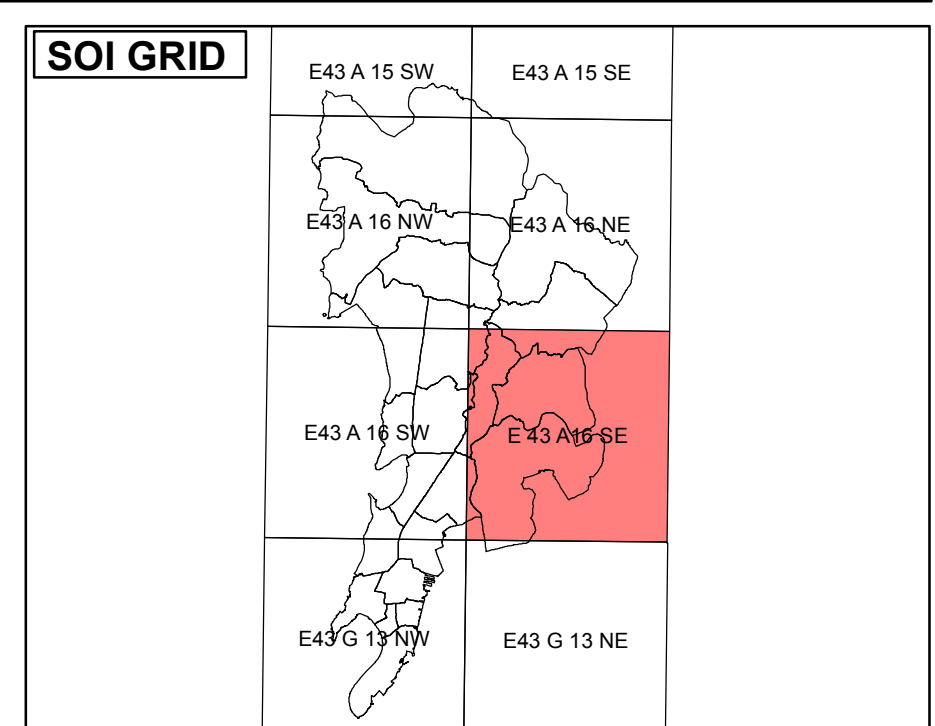 SOI GRID
E43 A 15 SW
E43 A 15 SE
E43 A 16 NW
E43 A 16 NE
E43 A 16 SW
E 43 A16 SE
E43 G 13 NW
E43 G 13 NE